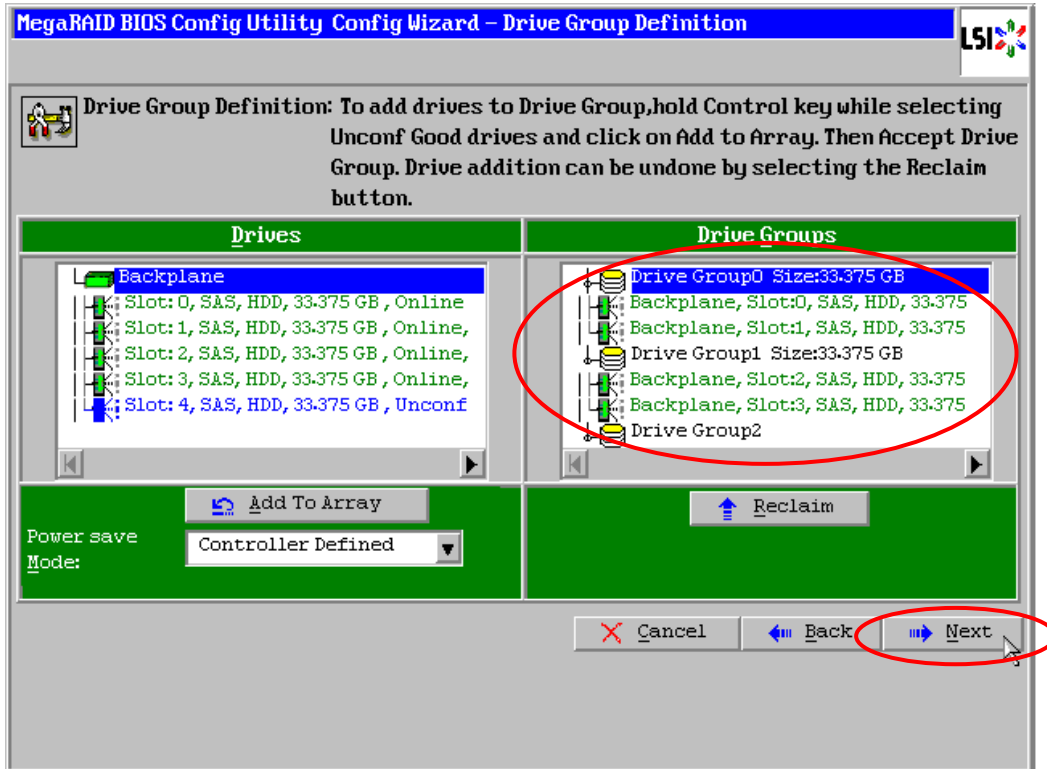 MegaRAID BIOS Config Utility Config Wizard – Drive Group Definition
LSI
Drive Group Definition: To add drives to Drive Group,hold Control key while selecting
Unconf Good drives and click on Add to Array. Then Accept Drive
Group. Drive addition can be undone by selecting the Reclaim
button.
Drives
Backplane
Slot: 0, SAS, HDD, 33.375 GB , Online
Slot: 1, SAS, HDD, 33.375 GB , Online,
Slot: 2, SAS, HDD, 33.375 GB , Online,
Slot: 3, SAS, HDD, 33.375 GB , Online,
Slot: 4, SAS, HDD, 33.375 GB , Unconf
Add To Array
Power save
Mode:
Controller Defined
Drive Groups
Drive Group0 Size:33.375 GB
Backplane, Slot:0, SAS, HDD, 33.375
Backplane, Slot:1, SAS, HDD, 33.375
Drive Group1 Size:33.375 GB
Backplane, Slot:2, SAS, HDD, 33.375
Backplane, Slot:3, SAS, HDD, 33.375
Drive Group2
Reclaim
Cancel
Back
Next